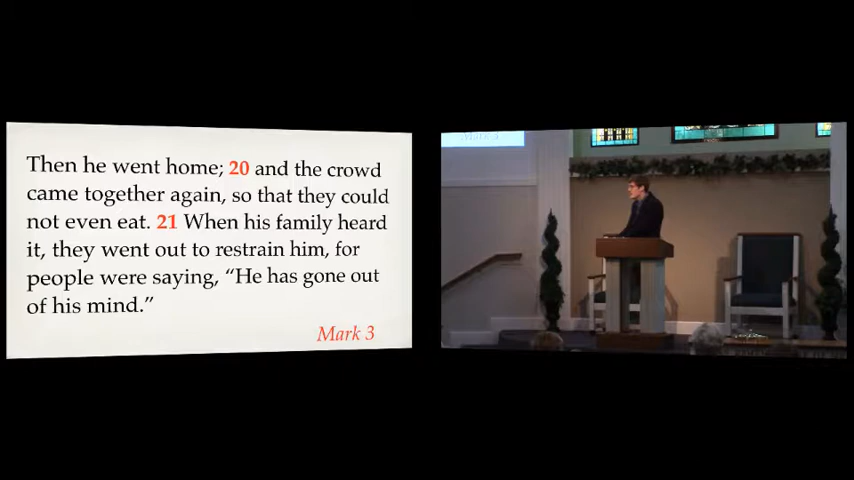 Then he went home; 20 and the crowd
came together again, so that they could
not even eat. 21 When his family heard
it, they went out to restrain him, for
people were saying, “He has gone out
of his mind.”
Mark 3
Mark 3